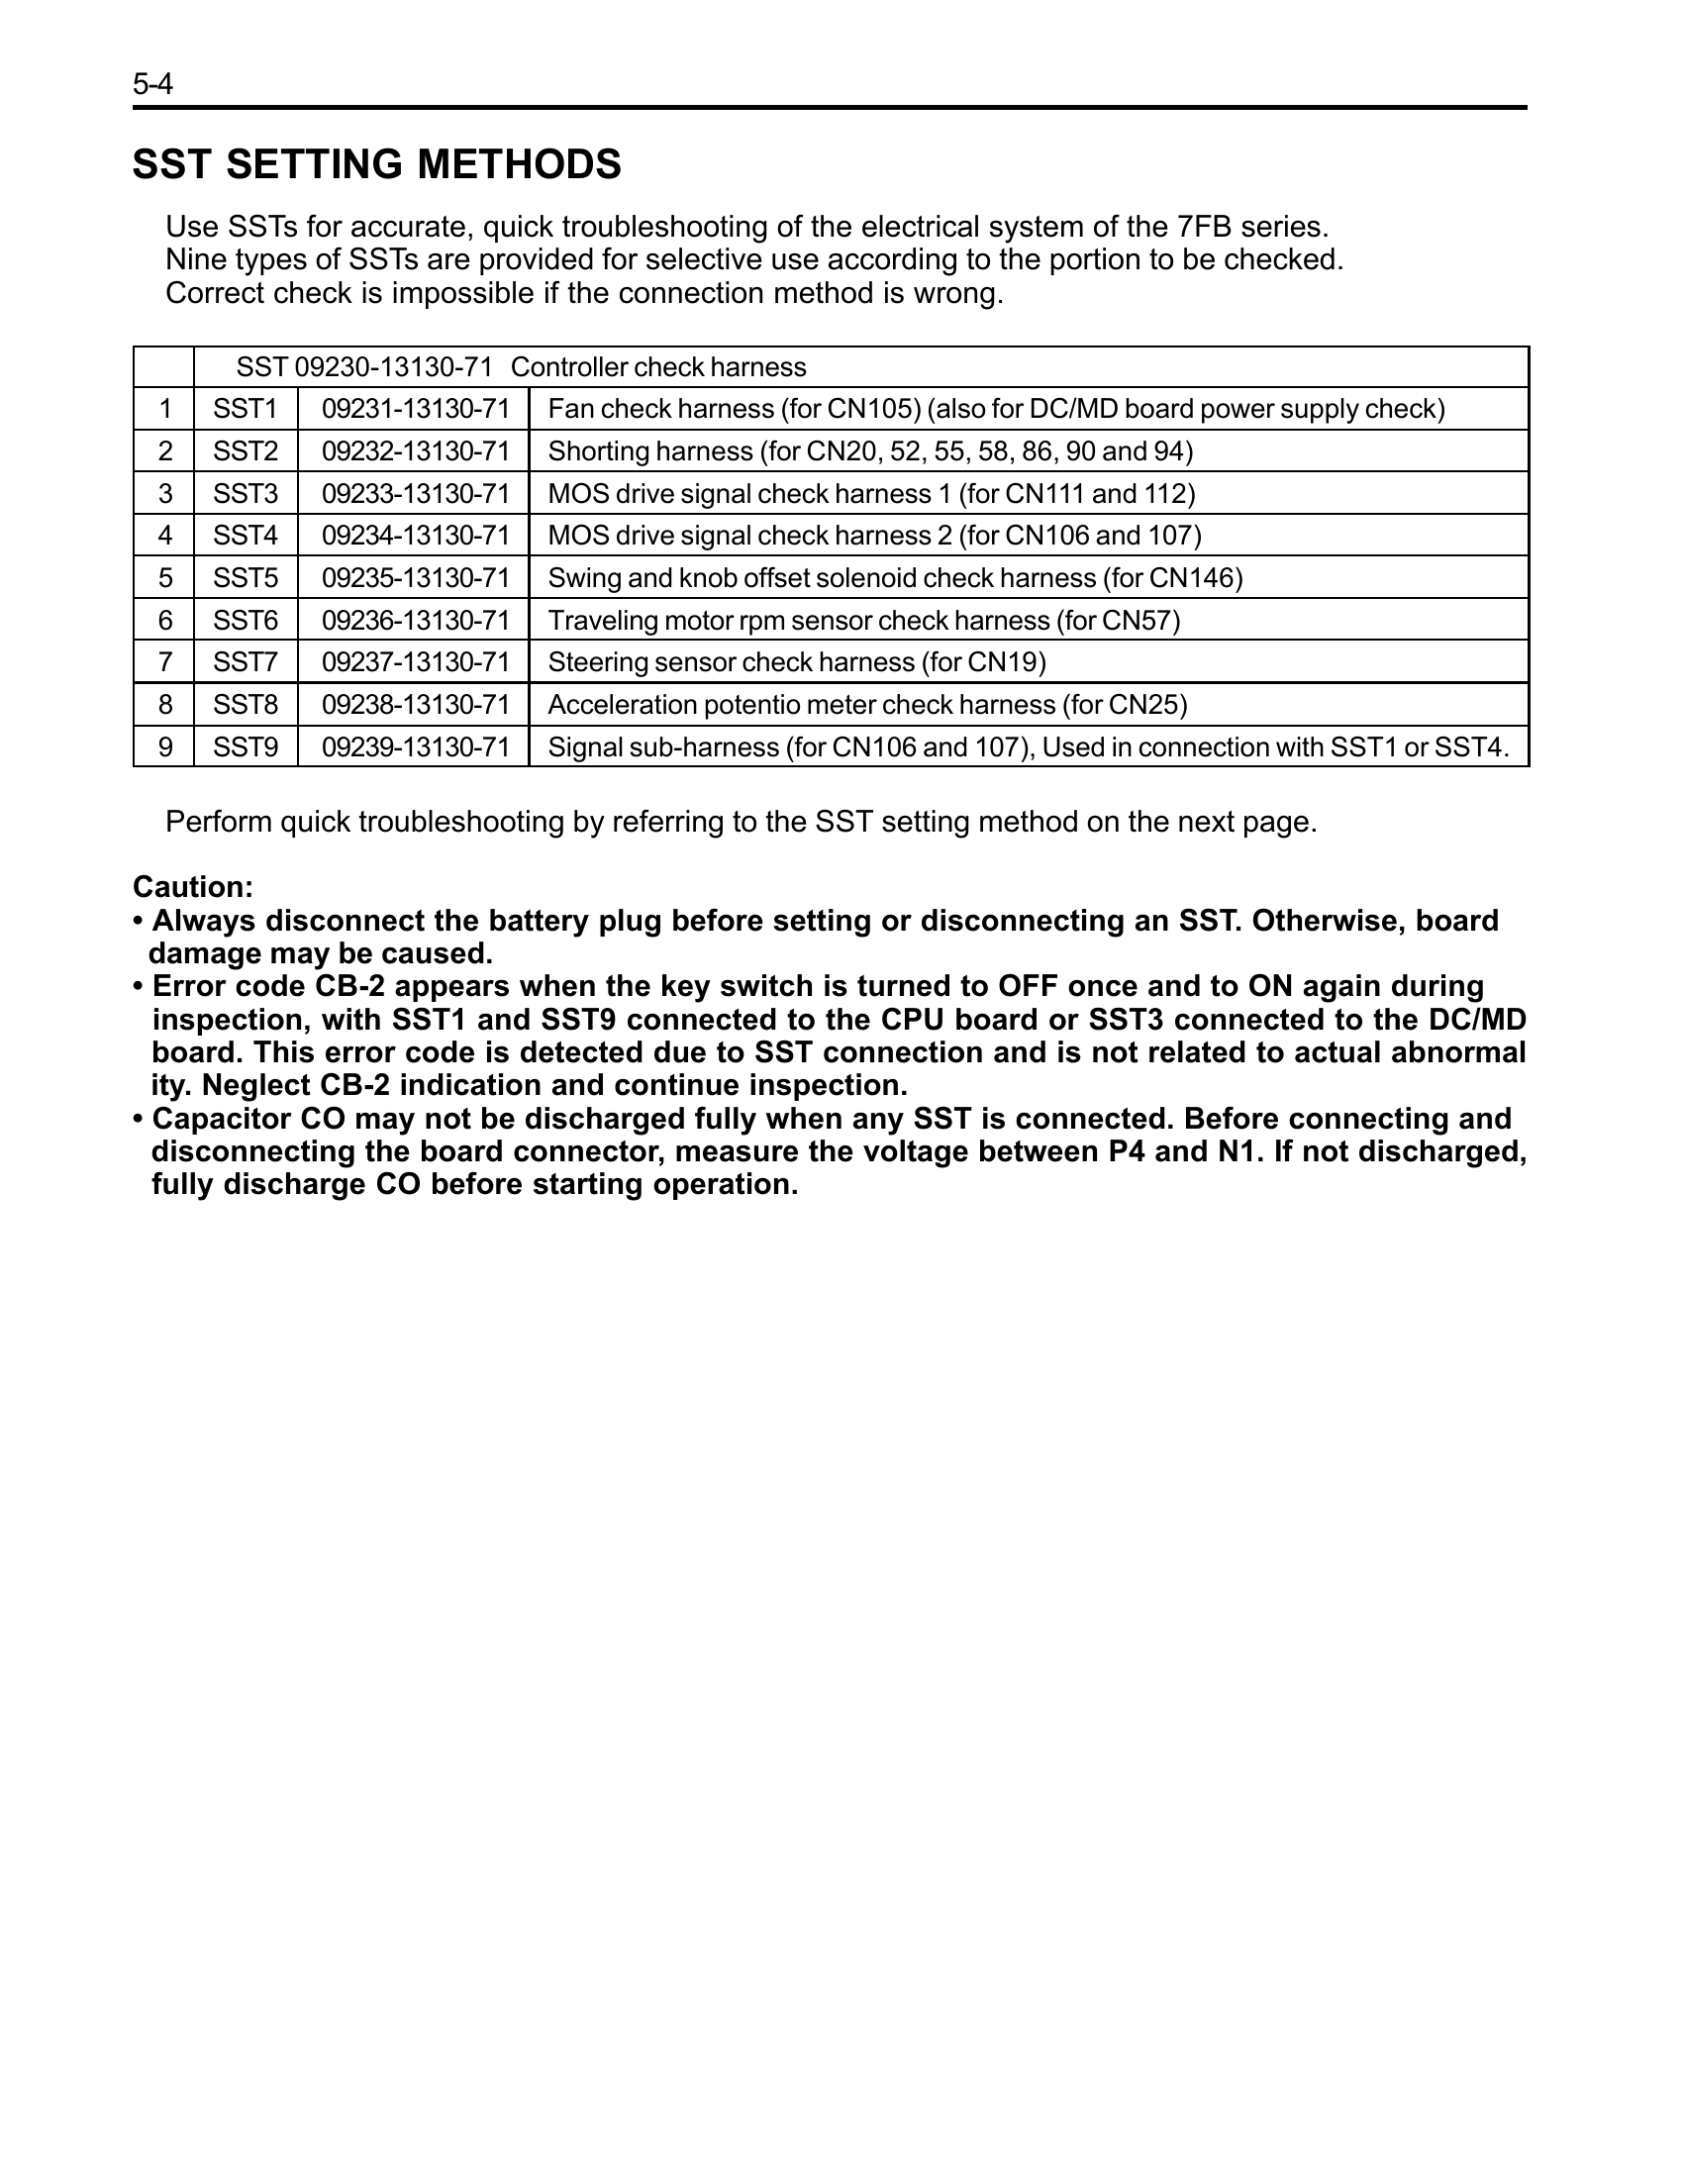 5-4
SST SETTING METHODS
Use SSTs for accurate, quick troubleshooting of the electrical system of the 7FB series.
Nine types of SSTs are provided for selective use according to the portion to be checked.
Correct check is impossible if the connection method is wrong.
SST 09230-13130-71 Controller check harness
1 SST1 09231-13130-71 Fan check harness (for CN105) (also for DC/MD board power supply check)
2 SST2 09232-13130-71 Shorting harness (for CN20, 52, 55, 58, 86, 90 and 94)
3 SST3 09233-13130-71 MOS drive signal check harness 1 (for CN111 and 112)
4 SST4 09234-13130-71 MOS drive signal check harness 2 (for CN106 and 107)
5 SST5 09235-13130-71 Swing and knob offset solenoid check harness (for CN146)
6 SST6 09236-13130-71 Traveling motor rpm sensor check harness (for CN57)
7 SST7 09237-13130-71 Steering sensor check harness (for CN19)
8 SST8 09238-13130-71 Acceleration potentio meter check harness (for CN25)
9 SST9 09239-13130-71 Signal sub-harness (for CN106 and 107), Used in connection with SST1 or SST4.
Perform quick troubleshooting by referring to the SST setting method on the next page.
Caution:
• Always disconnect the battery plug before setting or disconnecting an SST. Otherwise, board
damage may be caused.
• Error code CB-2 appears when the key switch is turned to OFF once and to ON again during
inspection, with SST1 and SST9 connected to the CPU board or SST3 connected to the DC/MD
board. This error code is detected due to SST connection and is not related to actual abnormal
ity. Neglect CB-2 indication and continue inspection.
• Capacitor CO may not be discharged fully when any SST is connected. Before connecting and
disconnecting the board connector, measure the voltage between P4 and N1. If not discharged,
fully discharge CO before starting operation.